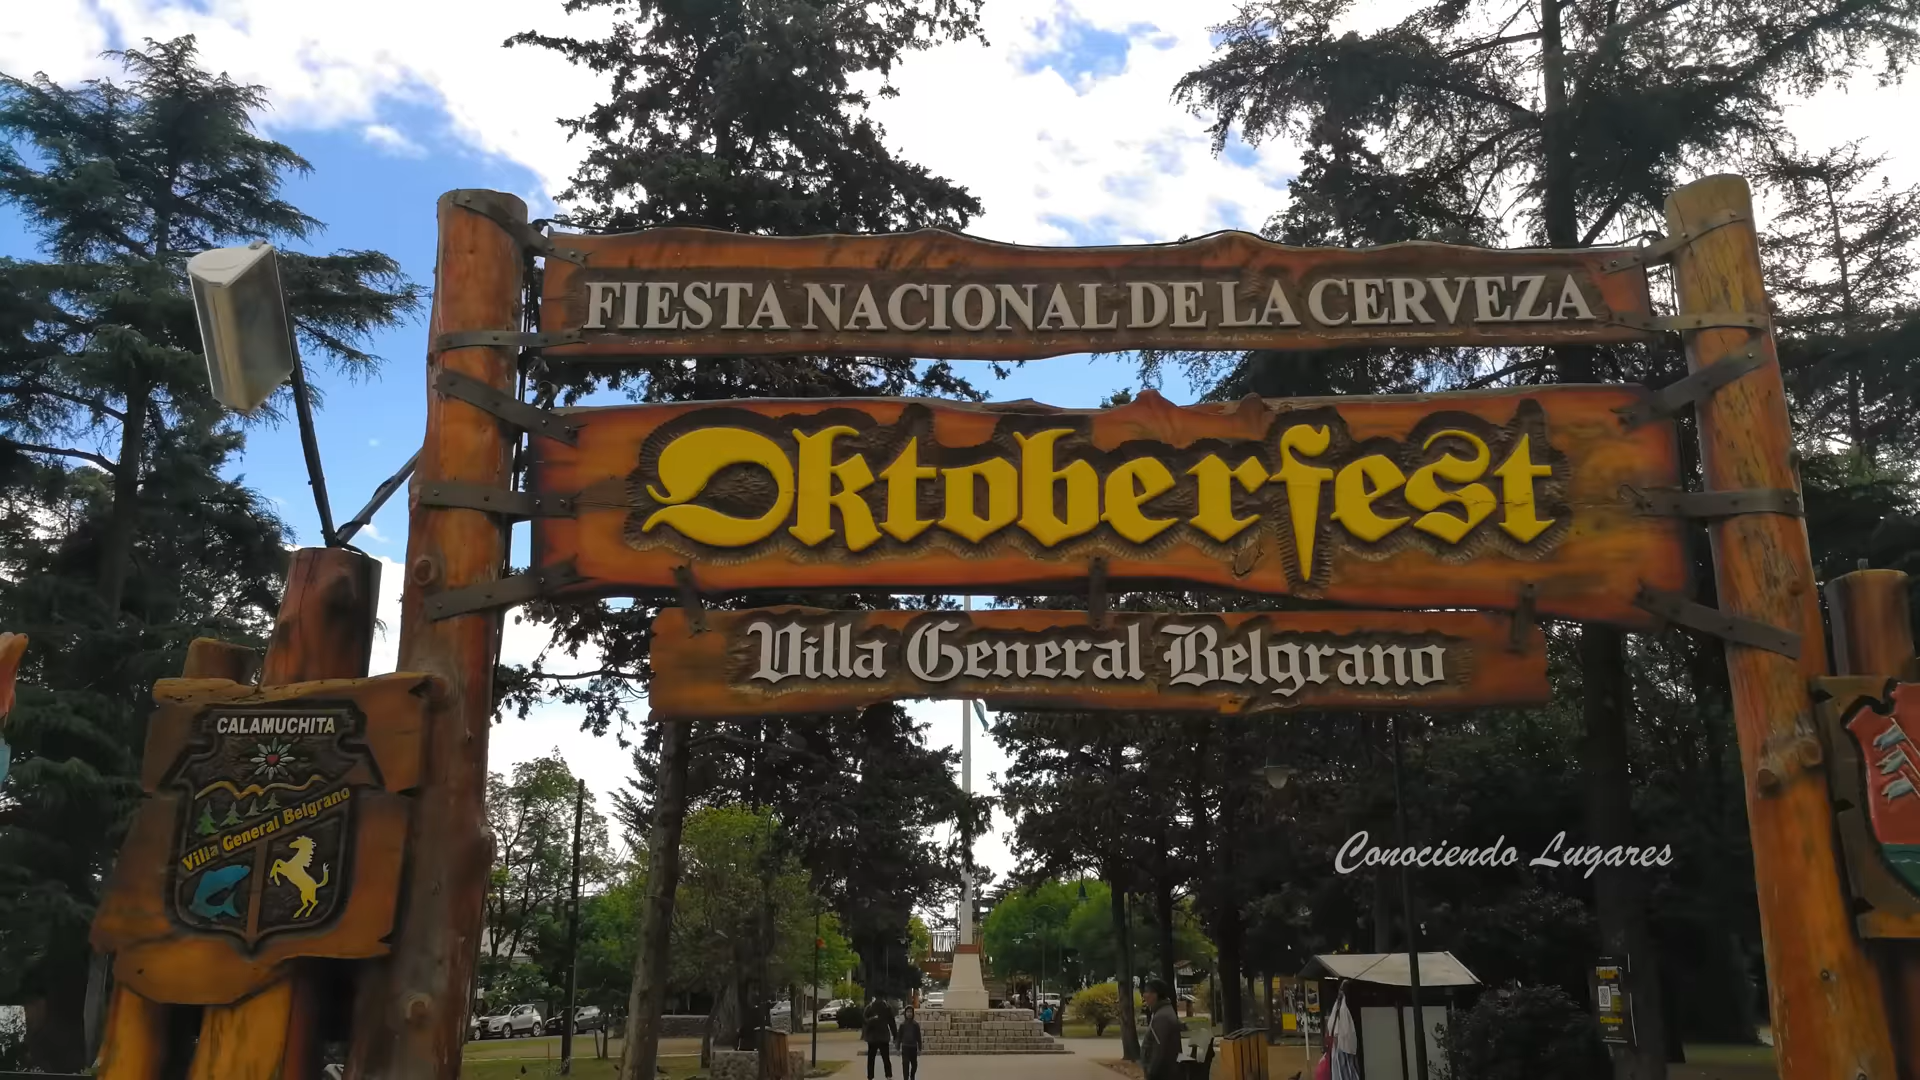 FIESTA NACIONAL DE LA CERVEZA
Oktoberfest
Villa General Belgrano
CALAMUCHITA
Villa General Belgrano
Conociendo Lugares